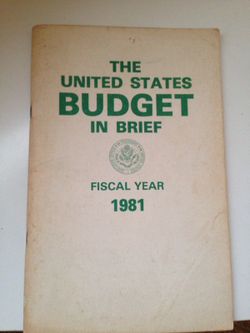 THE
UNITED STATES
BUDGET
IN BRIEF
FISCAL YEAR
1981